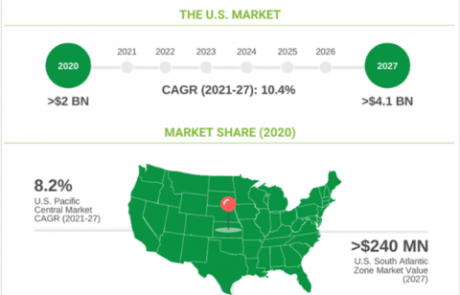 THE U.S. MARKET
2020
2021 2022 2023 2024 2025 2026
2027
>$2 BN
CAGR (2021-27): 10.4%
>$4.1 BN
MARKET SHARE (2020)
8.2%
U.S. Pacific
Central Market
CAGR (2021-27)
>$240 MN
U.S. South Atlantic
Zone Market Value
(2027)